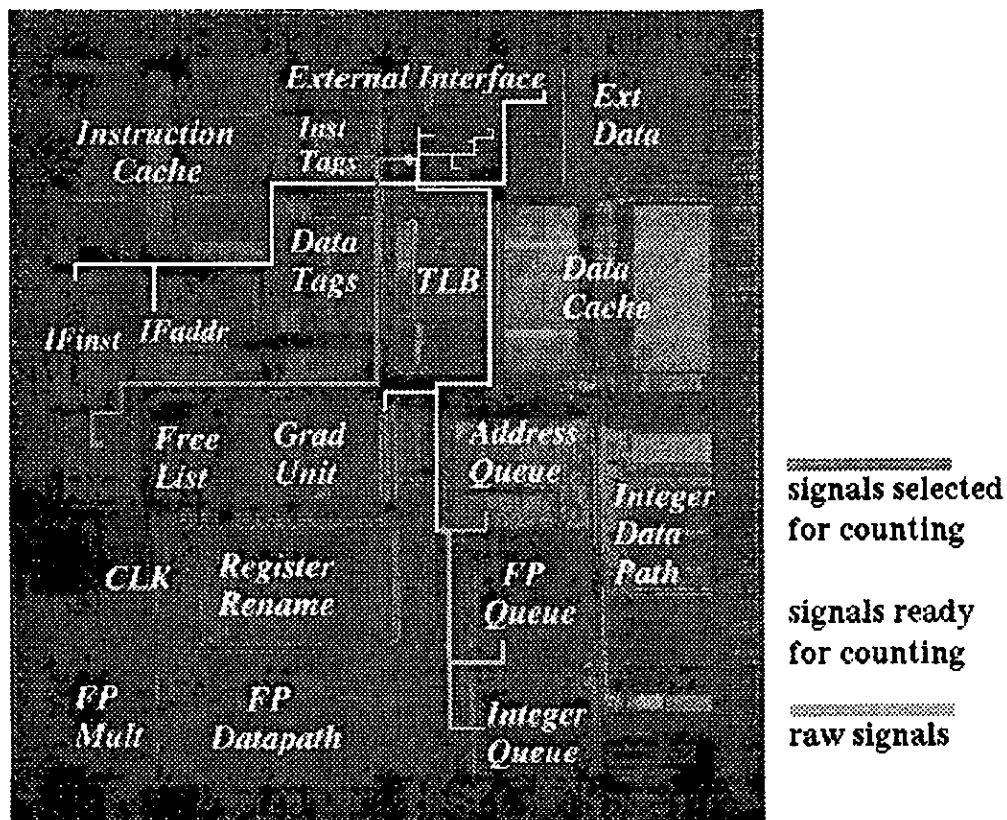 External Interface
Ext
Data
Instruction
Cache
Inst
Tags
Data
Tags
TLB
Data
Cache
IFinst
IFaddr
Free
List
Grad
Unit
Address
Queue
Integer
Data
Path
CLK
Register
Rename
FP
Queue
FP
Mult
FP
Datapath
Integer
Queue
signals selected
for counting
signals ready
for counting
raw signals